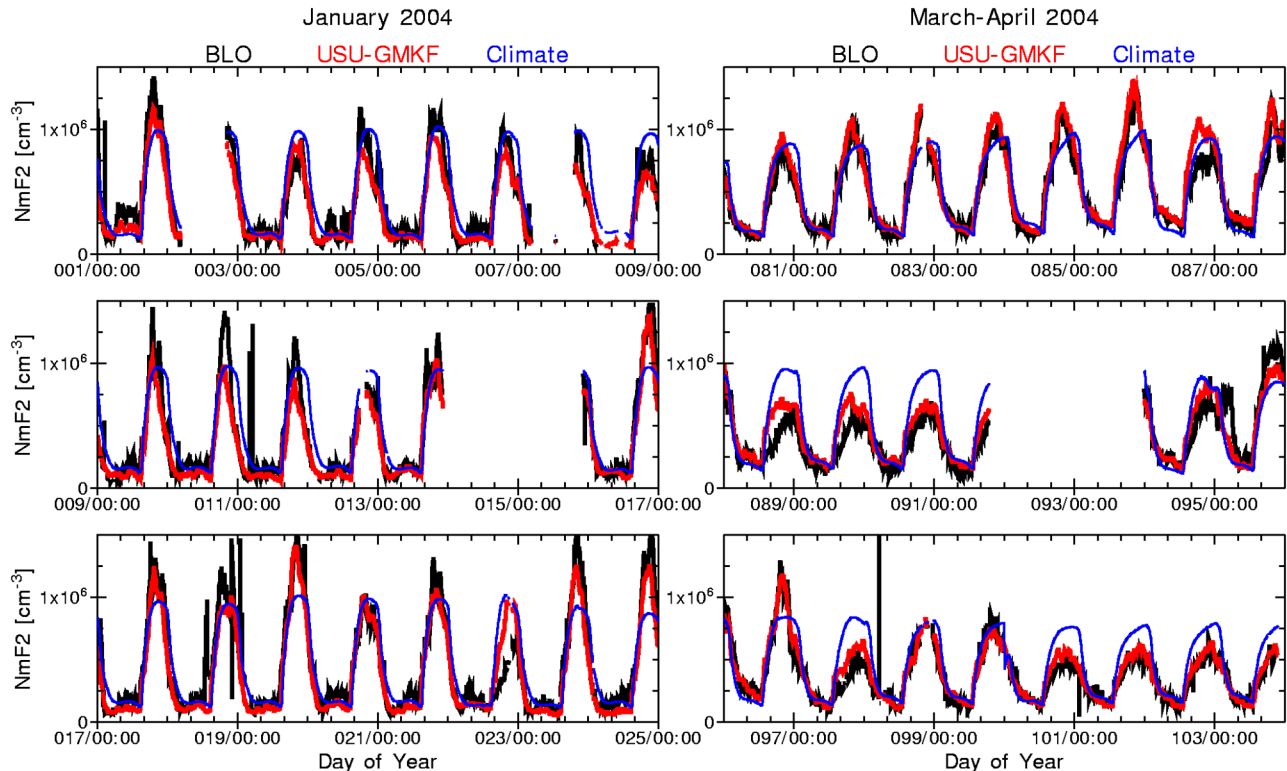 January 2004
March-April 2004
BLO USU-GMKF Climate
BLO USU-GMKF Climate
NmF2 [cm-3]
1x10⁶
0
001/00:00 003/00:00 005/00:00 007/00:00 009/00:00
1x10⁶
0
081/00:00 083/00:00 085/00:00 087/00:00
NmF2 [cm-3]
1x10⁶
0
009/00:00 011/00:00 013/00:00 015/00:00 017/00:00
1x10⁶
0
089/00:00 091/00:00 093/00:00 095/00:00
NmF2 [cm-3]
1x10⁶
0
017/00:00 019/00:00 021/00:00 023/00:00 025/00:00
Day of Year
1x10⁶
0
097/00:00 099/00:00 101/00:00 103/00:00
Day of Year